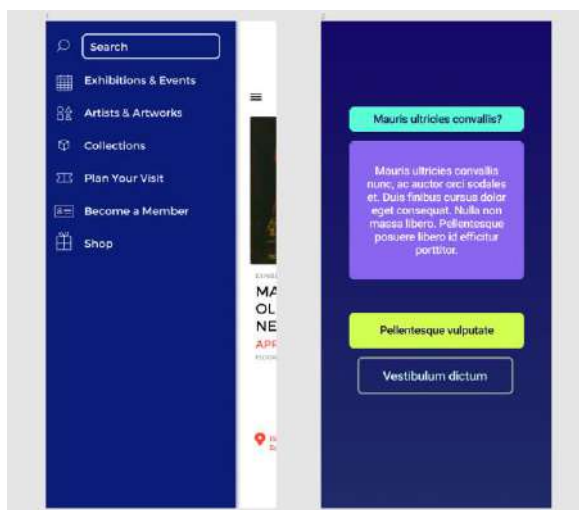 Search
Exhibitions & Events
Artists & Artworks
Collections
Plan Your Visit
Become a Member
Shop
MA
OL
NE
APF
Mauris ultricies convallis?
Mauris ultricies convallis
nunc, ac auctor orci sodales
et. Duis finibus cursus dolor
eget consequat. Nulla non
massa libero. Pellentesque
posuere libero id efficitur
porttitor.
Pellentesque vulputate
Vestibulum dictum